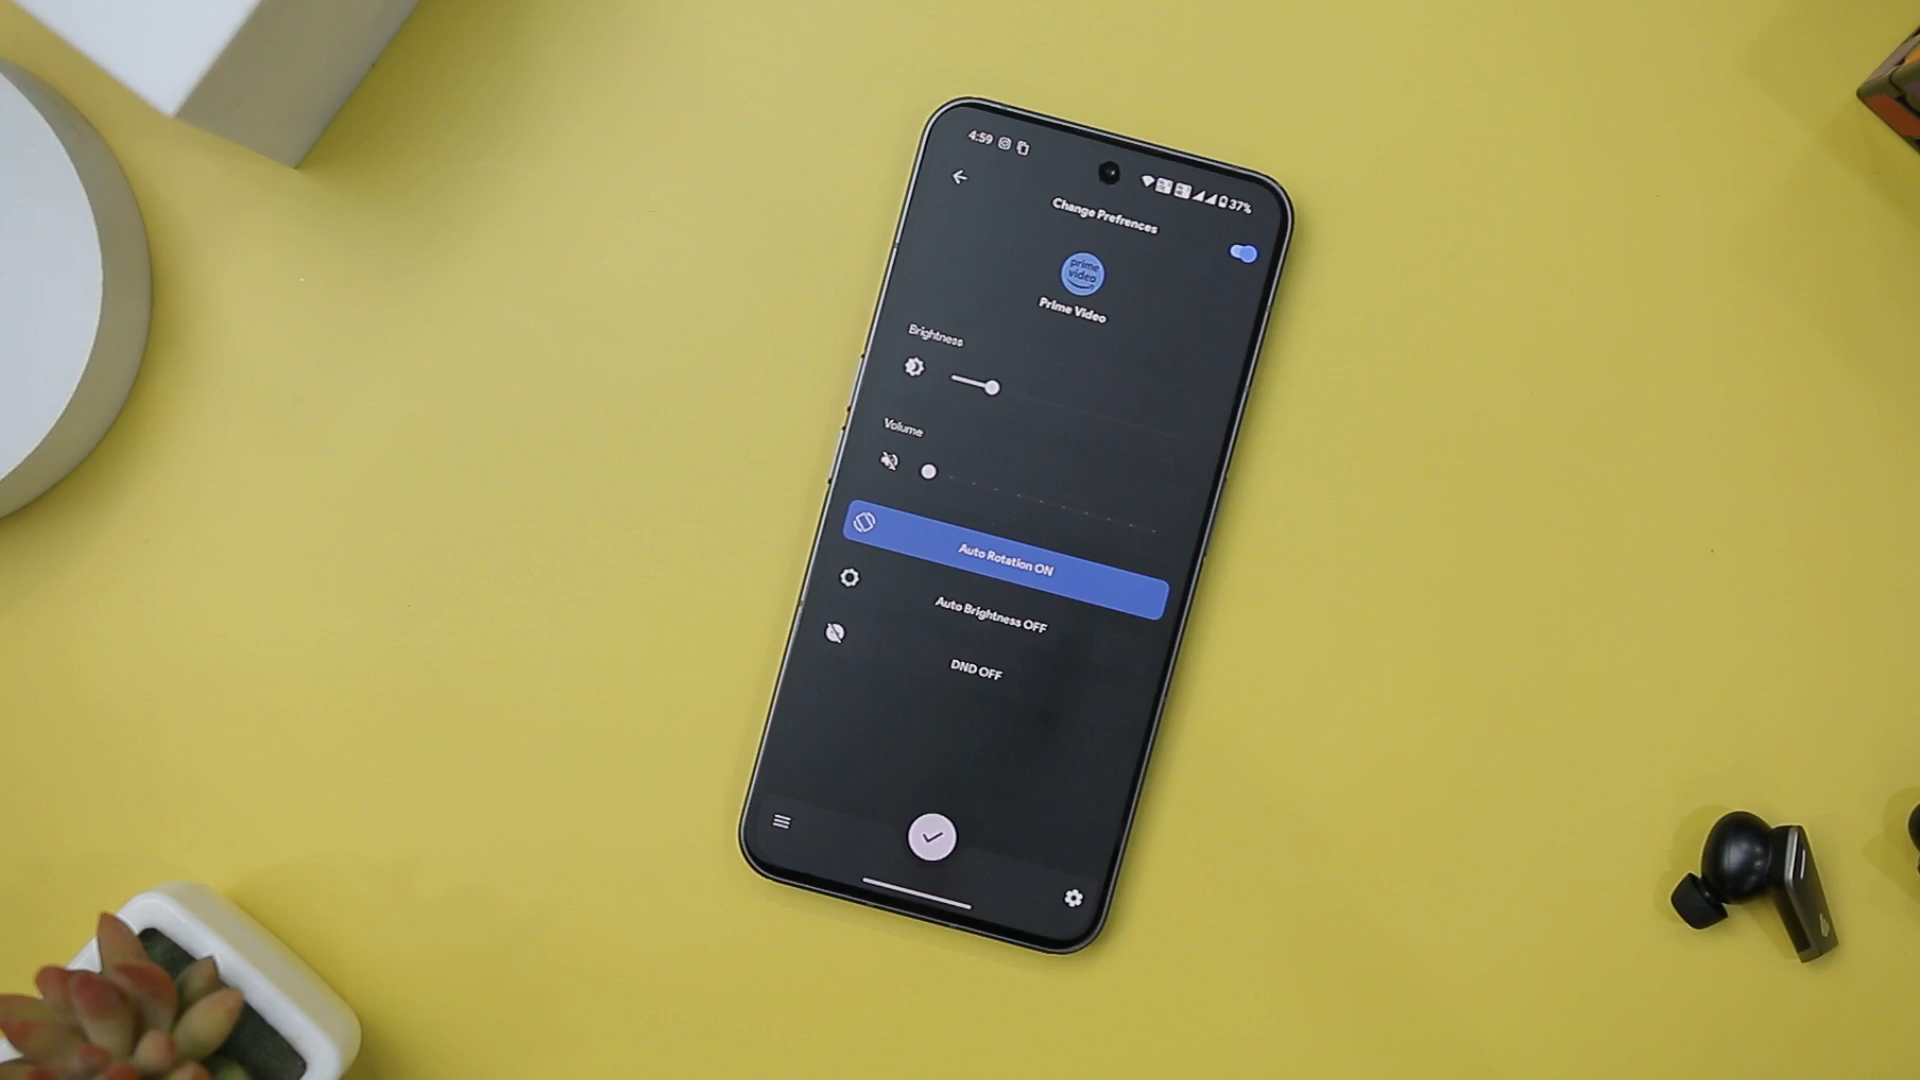 4:59
37%
Change Prefrences
prime
video
Prime Video
Brightness
Volume
Auto Rotation ON
Auto Brightness OFF
DND OFF